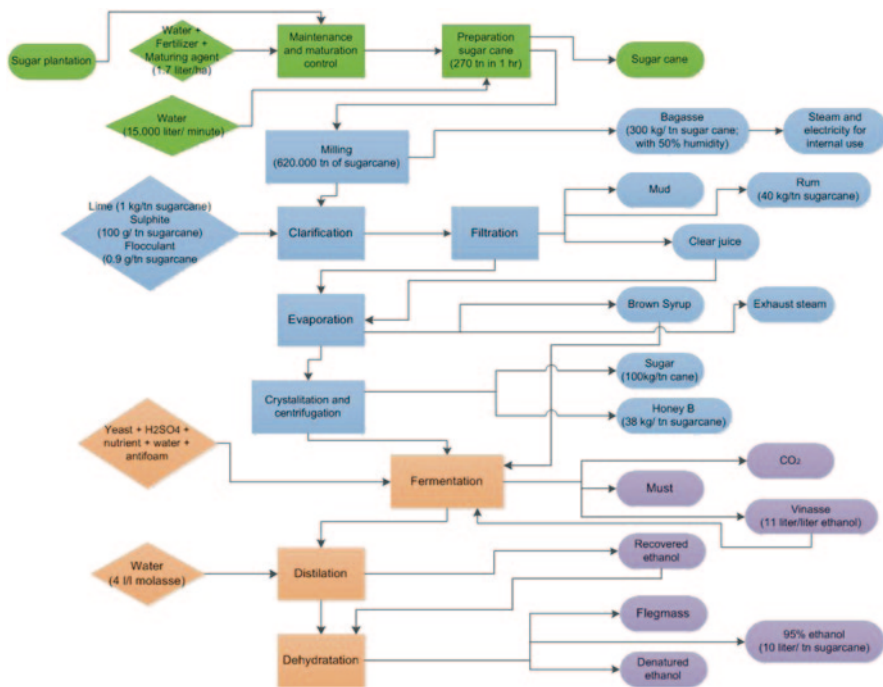 Water +
Fertilizer +
Maturing agent
(1.7 liter/ha)
Sugar plantation
Maintenance
and maturation
control
Preparation
sugar cane
(270 tn in 1 hr)
Sugar cane
Water
(15.000 liter/ minute)
Milling
(620.000 tn of sugarcane)
Bagasse
(300 kg/ tn sugar cane;
with 50% humidity)
Steam and
electricity for
internal use
Lime (1 kg/tn sugarcane)
Sulphite
(100 g/ tn sugarcane)
Flocculant
(0.9 g/tn sugarcane
Clarification
Filtration
Mud
Rum
(40 kg/tn sugarcane)
Clear juice
Evaporation
Brown Syrup
Exhaust steam
Crystalitation and
centrifugation
Sugar
(100kg/tn cane)
Honey B
(38 kg/ tn sugarcane)
Yeast + H2SO4 +
nutrient + water +
antifoam
Fermentation
CO2
Must
Vinasse
(11 liter/liter ethanol)
Water
(4 l/l molasse)
Distilation
Recovered
ethanol
Dehydratation
Flegmass
95% ethanol
(10 liter/ tn sugarcane)
Denatured
ethanol